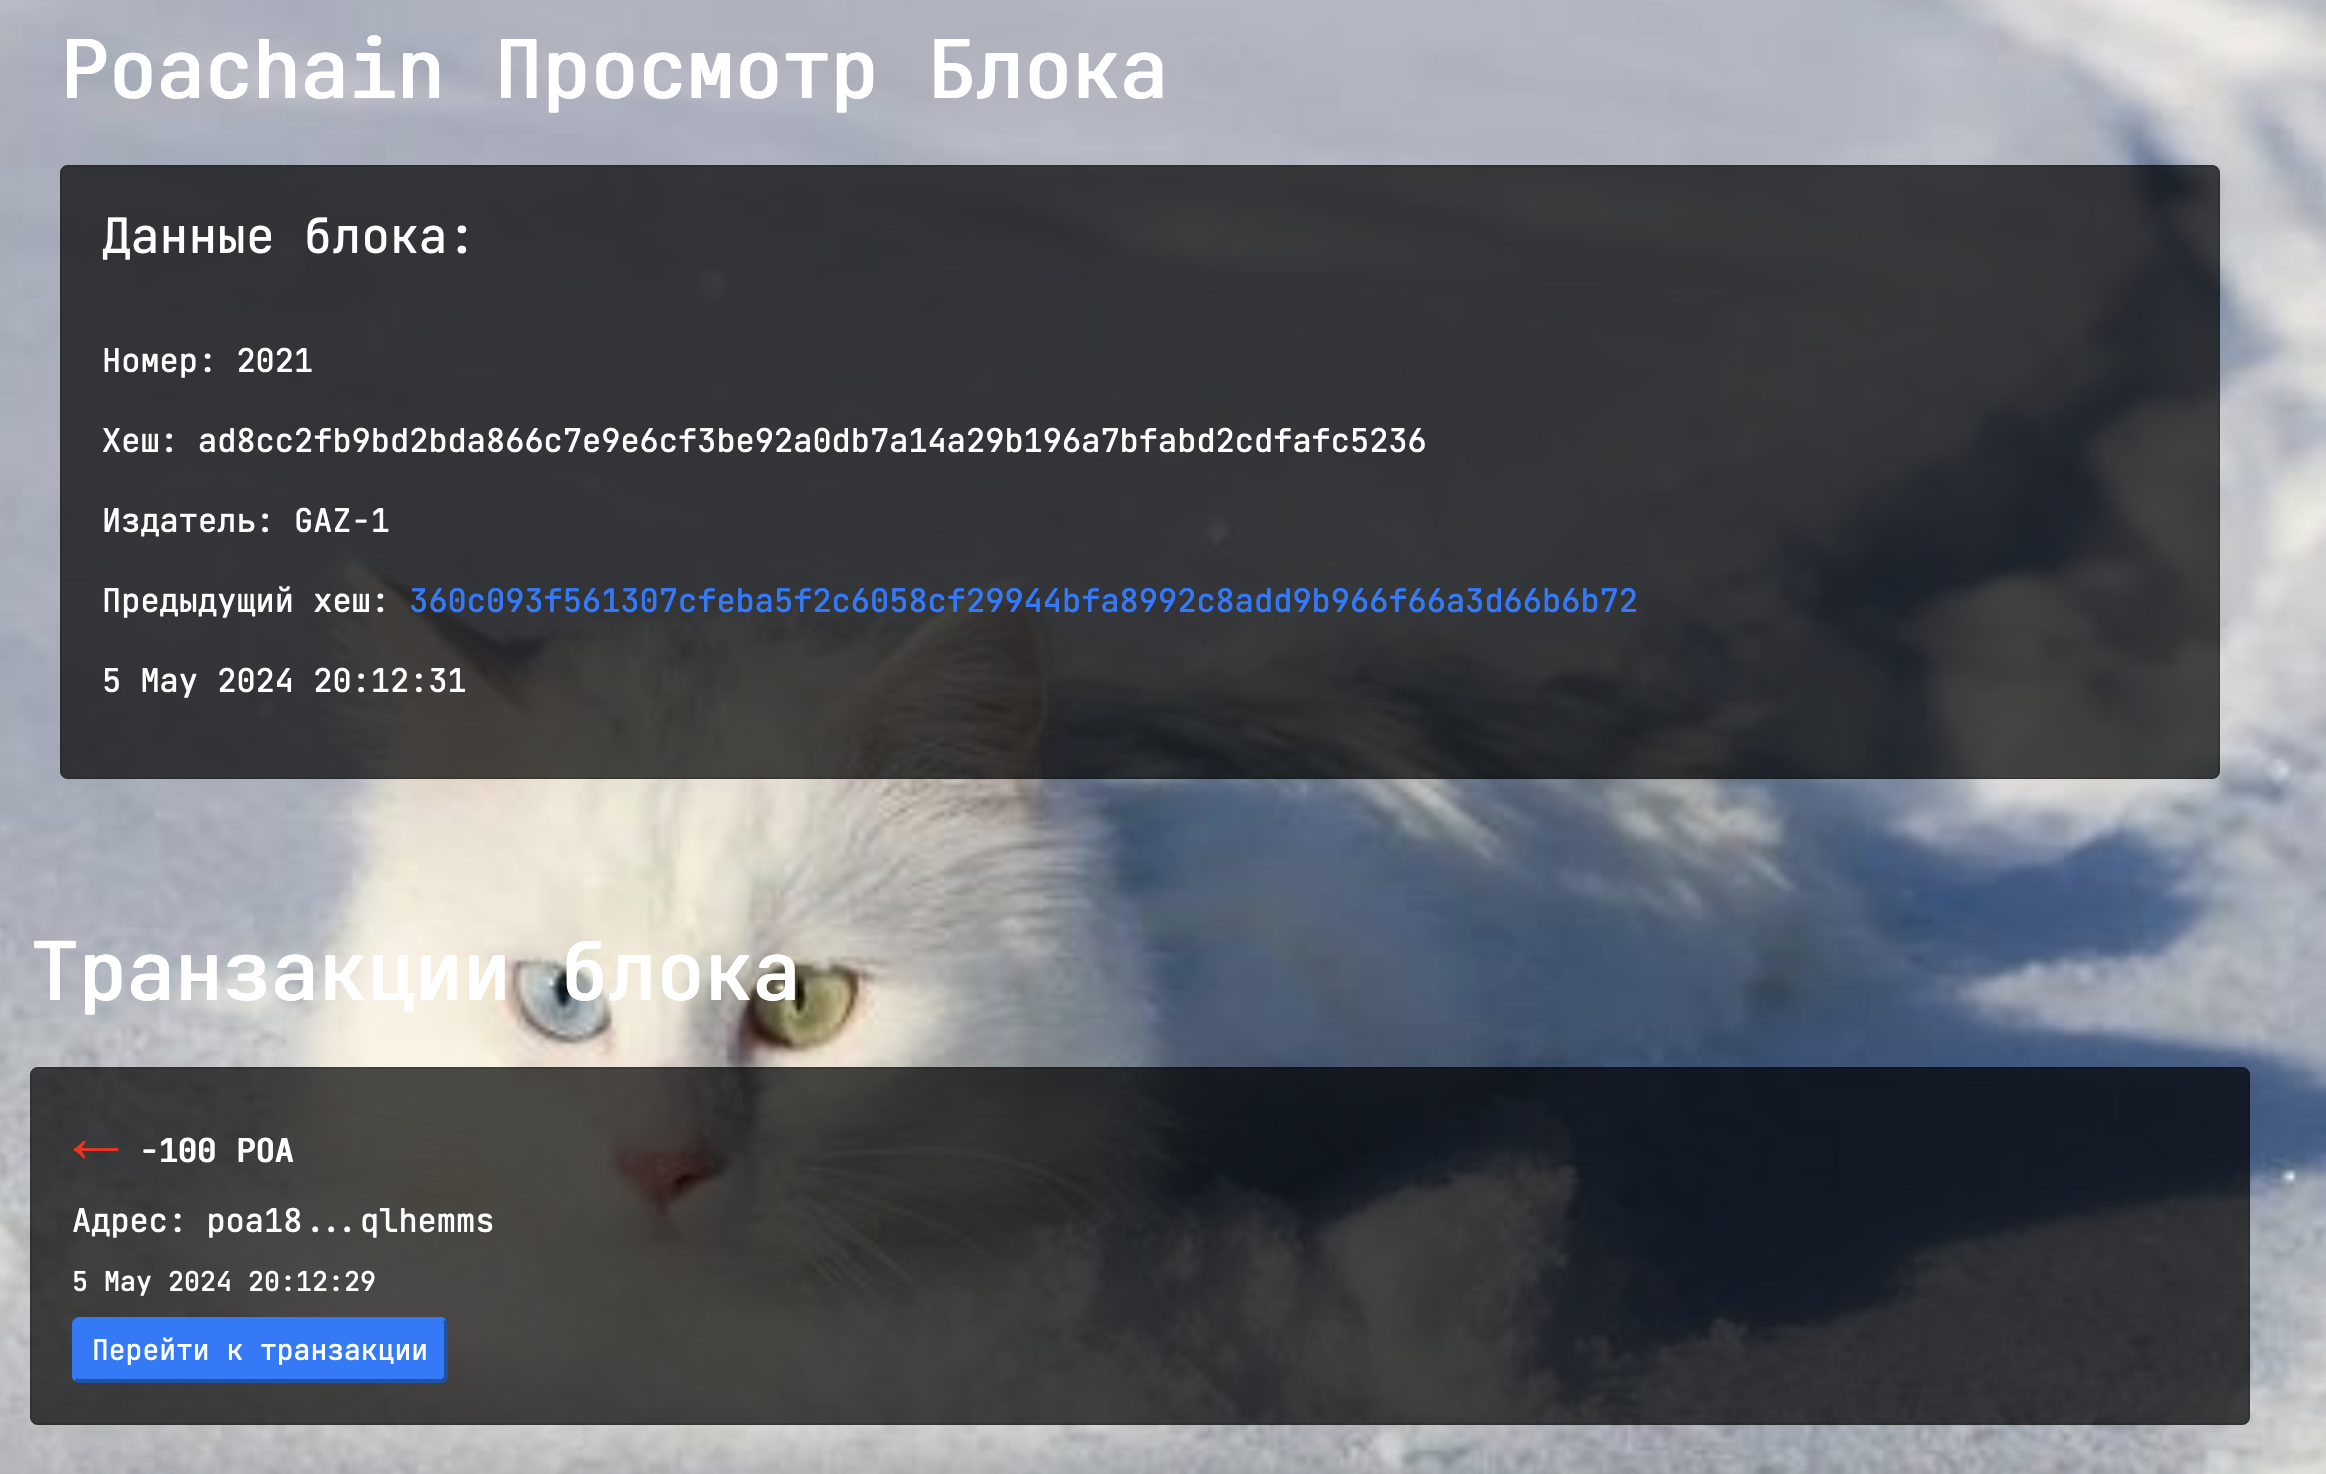 Poachain Просмотр Блока
Данные блока:
Номер: 2021
Хеш: ad8cc2fb9bd2bda866c7e9e6cf3be92a0db7a14a29b196a7bfabd2cdfafc5236
Издатель: GAZ-1
Предыдущий хеш: 360c093f561307cfeba5f2c6058cf29944bfa8992c8add9b966f66a3d66b6b72
5 May 2024 20:12:31
Транзакции блока
← -100 POA
Адрес: poa18...qlhemms
5 May 2024 20:12:29
Перейти к транзакции